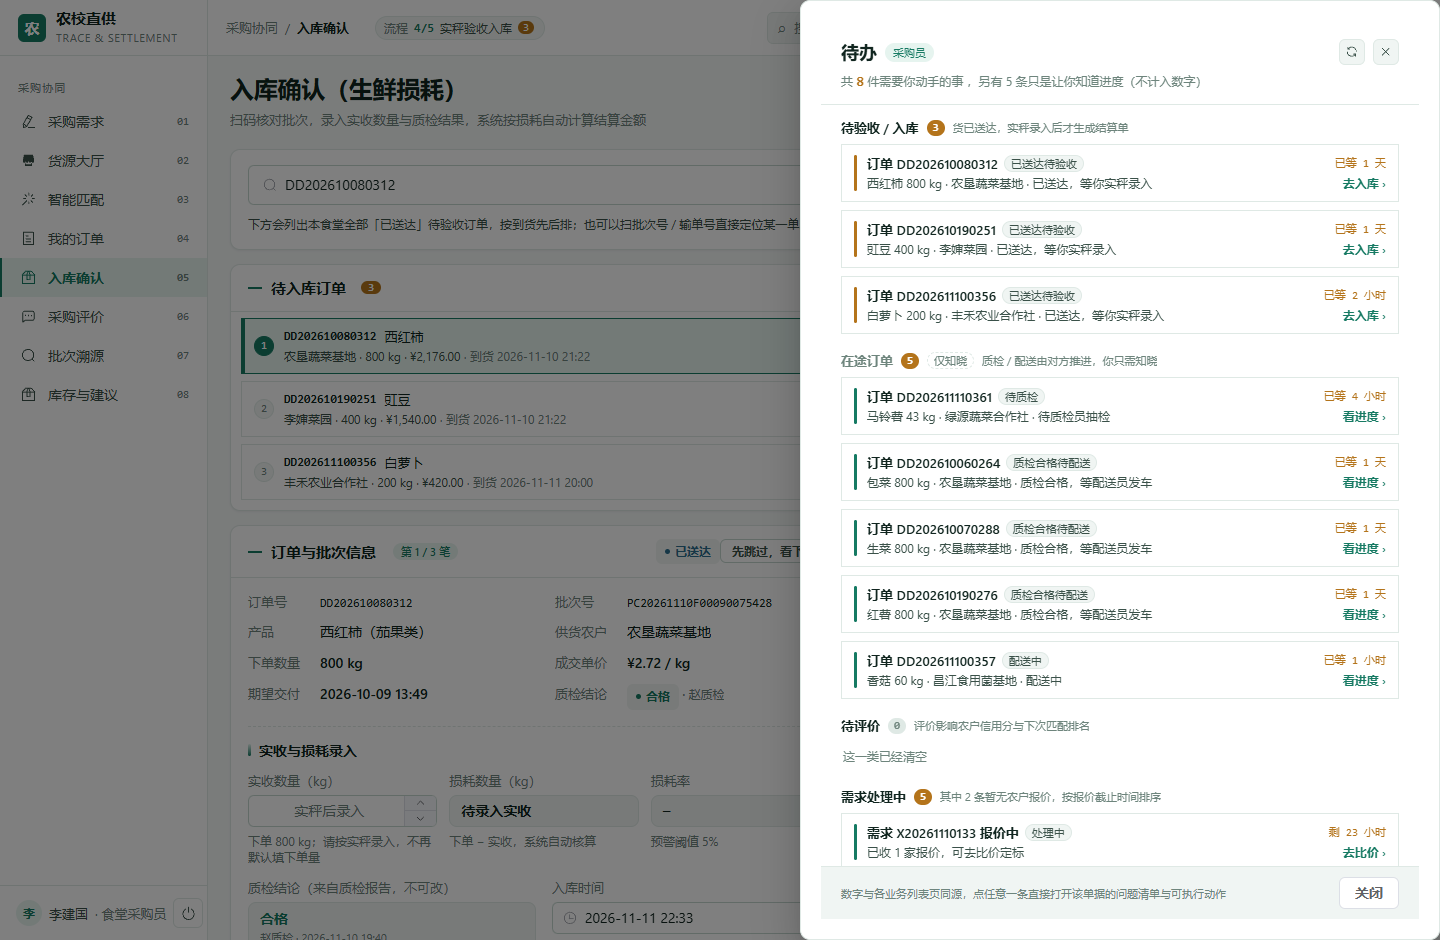 农
农校直供
TRACE & SETTLEMENT
采购协同
采购需求 01
货源大厅 02
智能匹配 03
我的订单 04
入库确认 05
采购评价 06
批次溯源 07
库存与建议 08
李 李建国 · 食堂采购员
采购协同 / 入库确认
流程 4/5 实秤验收入库 3
入库确认（生鲜损耗）
扫码核对批次，录入实收数量与质检结果，系统按损耗自动计算结算金额
DD202610080312
下方会列出本食堂全部「已送达」待验收订单，按到货先后排；也可以扫批次号 / 输单号直接定位某一单
待入库订单 3
1 DD202610080312 西红柿
农垦蔬菜基地 · 800 kg · ¥2,176.00 · 到货 2026-11-10 21:22
2 DD202610190251 豇豆
李婶菜园 · 400 kg · ¥1,540.00 · 到货 2026-11-10 21:22
3 DD202611100356 白萝卜
丰禾农业合作社 · 200 kg · ¥420.00 · 到货 2026-11-11 20:00
订单与批次信息 第 1 / 3 笔 已送达 先跳过，看下
订单号 DD202610080312 批次号 PC20261110F00090075428
产品 西红柿（茄果类） 供货农户 农垦蔬菜基地
下单数量 800 kg 成交单价 ¥2.72 / kg
期望交付 2026-10-09 13:49 质检结论 合格 · 赵质检
实收与损耗录入
实收数量（kg） 损耗数量（kg） 损耗率
实秤后录入 待录入实收 –
下单 800 kg；请按实秤录入，不再默认填下单量 下单 − 实收，系统自动核算 预警阈值 5%
质检结论（来自质检报告，不可改） 入库时间
合格 2026-11-11 22:33
赵质检 · 2026-11-10 19:40
待办 采购员
共 8 件需要你动手的事，另有 5 条只是让你知道进度（不计入数字）
待验收 / 入库 3 货已送达，实秤录入后才生成结算单
订单 DD202610080312 已送达待验收 已等 1 天
西红柿 800 kg · 农垦蔬菜基地 · 已送达，等你实秤录入 去入库 ›
订单 DD202610190251 已送达待验收 已等 1 天
豇豆 400 kg · 李婶菜园 · 已送达，等你实秤录入 去入库 ›
订单 DD202611100356 已送达待验收 已等 2 小时
白萝卜 200 kg · 丰禾农业合作社 · 已送达，等你实秤录入 去入库 ›
在途订单 5 仅知晓 质检 / 配送由对方推进，你只需知晓
订单 DD202611110361 待质检 已等 4 小时
马铃薯 43 kg · 绿源蔬菜合作社 · 待质检员抽检 看进度 ›
订单 DD202610060264 质检合格待配送 已等 1 天
包菜 800 kg · 农垦蔬菜基地 · 质检合格，等配送员发车 看进度 ›
订单 DD202610070288 质检合格待配送 已等 1 天
生菜 800 kg · 农垦蔬菜基地 · 质检合格，等配送员发车 看进度 ›
订单 DD202610190276 质检合格待配送 已等 1 天
红薯 800 kg · 农垦蔬菜基地 · 质检合格，等配送员发车 看进度 ›
订单 DD202611100357 配送中 已等 1 小时
香菇 60 kg · 昌江食用菌基地 · 配送中 看进度 ›
待评价 0 评价影响农户信用分与下次匹配排名
这一类已经清空
需求处理中 5 其中 2 条暂无农户报价，按报价截止时间排序
需求 X20261110133 报价中 处理中 剩 23 小时
已收 1 家报价，可去比价定标 去比价 ›
数字与各业务列表页同源，点任意一条直接打开该单据的问题清单与可执行动作 关闭